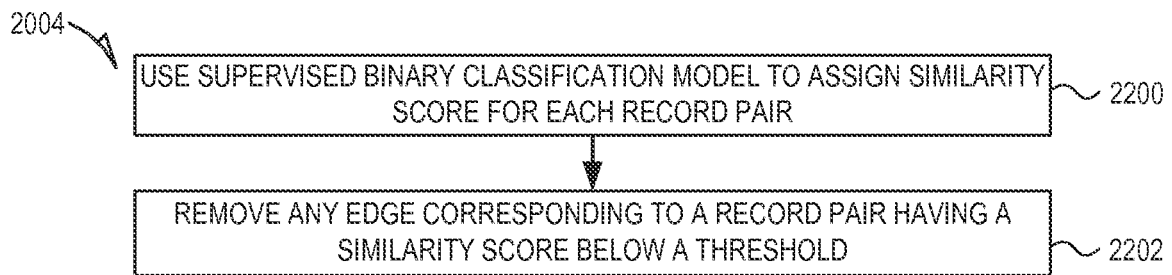 2004
USE SUPERVISED BINARY CLASSIFICATION MODEL TO ASSIGN SIMILARITY
SCORE FOR EACH RECORD PAIR
2200
REMOVE ANY EDGE CORRESPONDING TO A RECORD PAIR HAVING A
SIMILARITY SCORE BELOW A THRESHOLD
2202